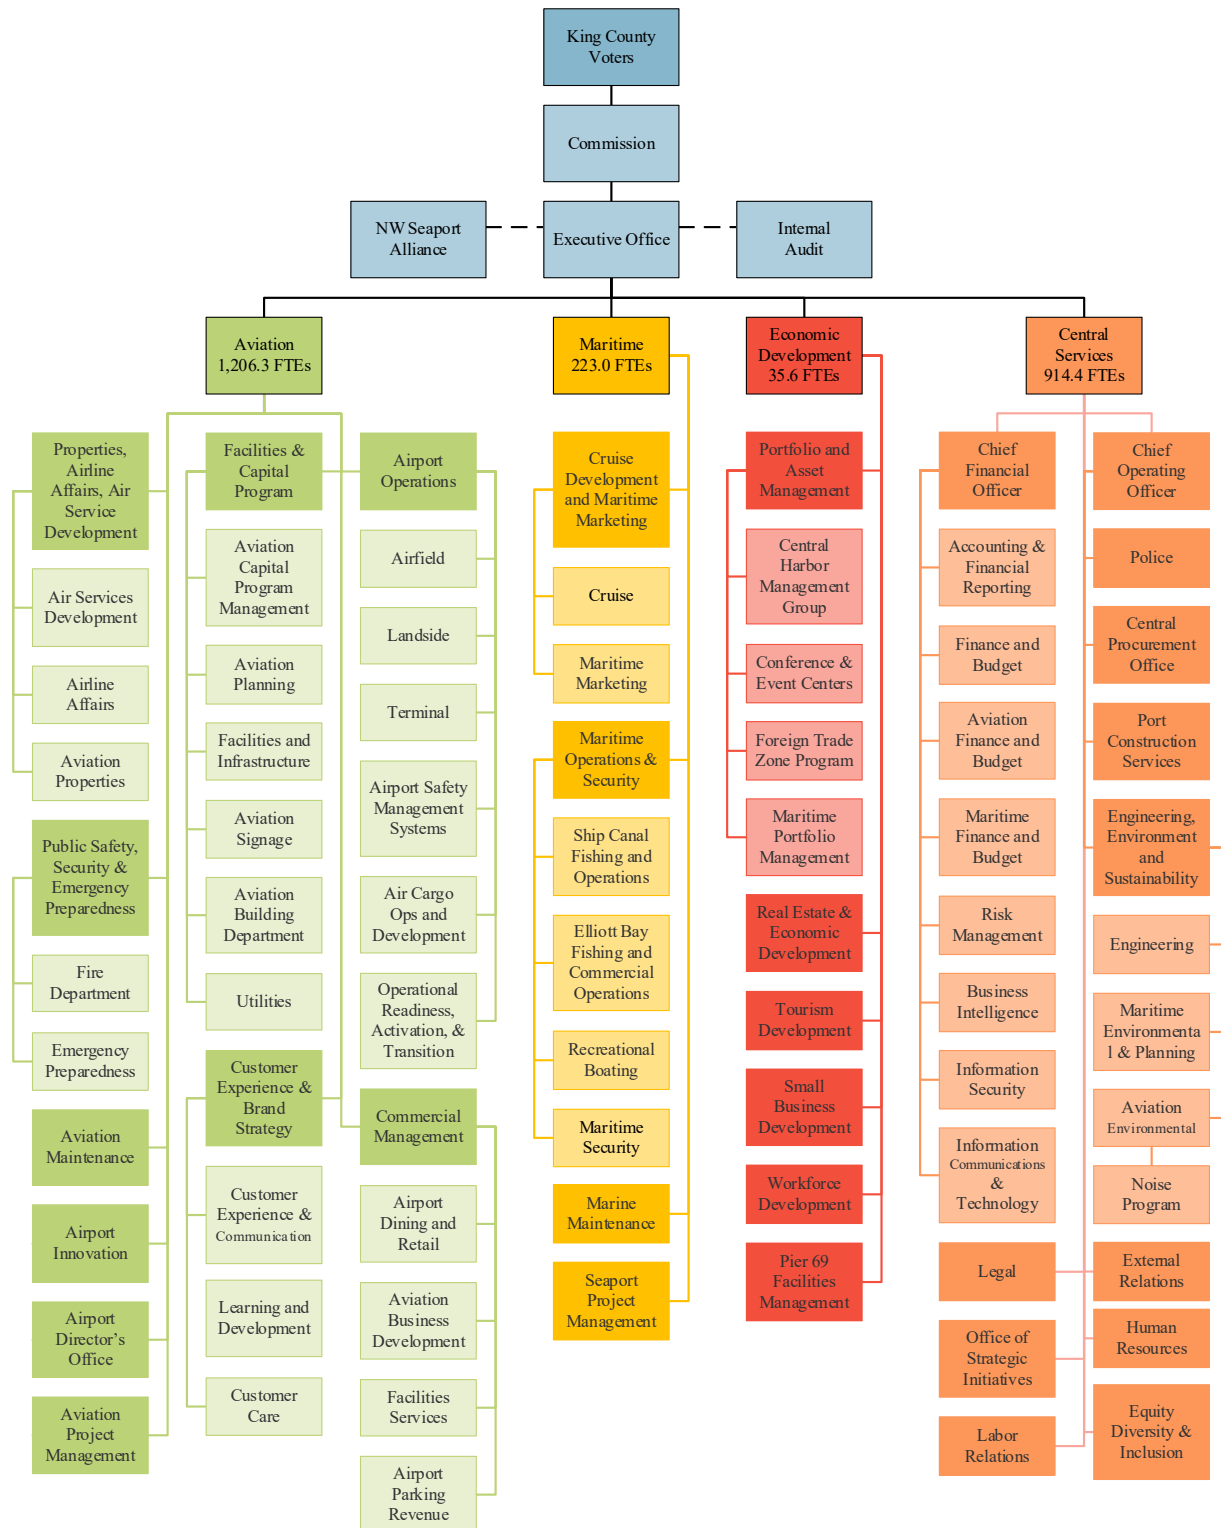 King County
Voters
Commission
NW Seaport
Alliance
Executive Office
Internal
Audit
Aviation
1,206.3 FTEs
Maritime
223.0 FTEs
Economic
Development
35.6 FTEs
Central
Services
914.4 FTEs
Properties,
Airline
Affairs, Air
Service
Development
Air Services
Development
Airline
Affairs
Aviation
Properties
Public Safety,
Security &
Emergency
Preparedness
Fire
Department
Emergency
Preparedness
Aviation
Maintenance
Airport
Innovation
Airport
Director’s
Office
Aviation
Project
Management
Facilities &
Capital
Program
Aviation
Capital
Program
Management
Aviation
Planning
Facilities and
Infrastructure
Aviation
Signage
Aviation
Building
Department
Utilities
Customer
Experience &
Brand
Strategy
Customer
Experience &
Communication
Learning and
Development
Customer
Care
Airport
Operations
Airfield
Landside
Terminal
Airport Safety
Management
Systems
Air Cargo
Ops and
Development
Operational
Readiness,
Activation, &
Transition
Commercial
Management
Airport
Dining and
Retail
Aviation
Business
Development
Facilities
Services
Airport
Parking
Revenue
Cruise
Development
and Maritime
Marketing
Cruise
Maritime
Marketing
Maritime
Operations &
Security
Ship Canal
Fishing and
Operations
Elliott Bay
Fishing and
Commercial
Operations
Recreational
Boating
Maritime
Security
Marine
Maintenance
Seaport
Project
Management
Portfolio and
Asset
Management
Central
Harbor
Management
Group
Conference &
Event Centers
Foreign Trade
Zone Program
Maritime
Portfolio
Management
Real Estate &
Economic
Development
Tourism
Development
Small
Business
Development
Workforce
Development
Pier 69
Facilities
Management
Chief
Financial
Officer
Accounting &
Financial
Reporting
Finance and
Budget
Aviation
Finance and
Budget
Maritime
Finance and
Budget
Risk
Management
Business
Intelligence
Information
Security
Information
Communications
&
Technology
Legal
Office of
Strategic
Initiatives
Labor
Relations
Chief
Operating
Officer
Police
Central
Procurement
Office
Port
Construction
Services
Engineering,
Environment
and
Sustainability
Engineering
Maritime
Environmenta
l & Planning
Aviation
Environmental
Noise
Program
External
Relations
Human
Resources
Equity
Diversity &
Inclusion